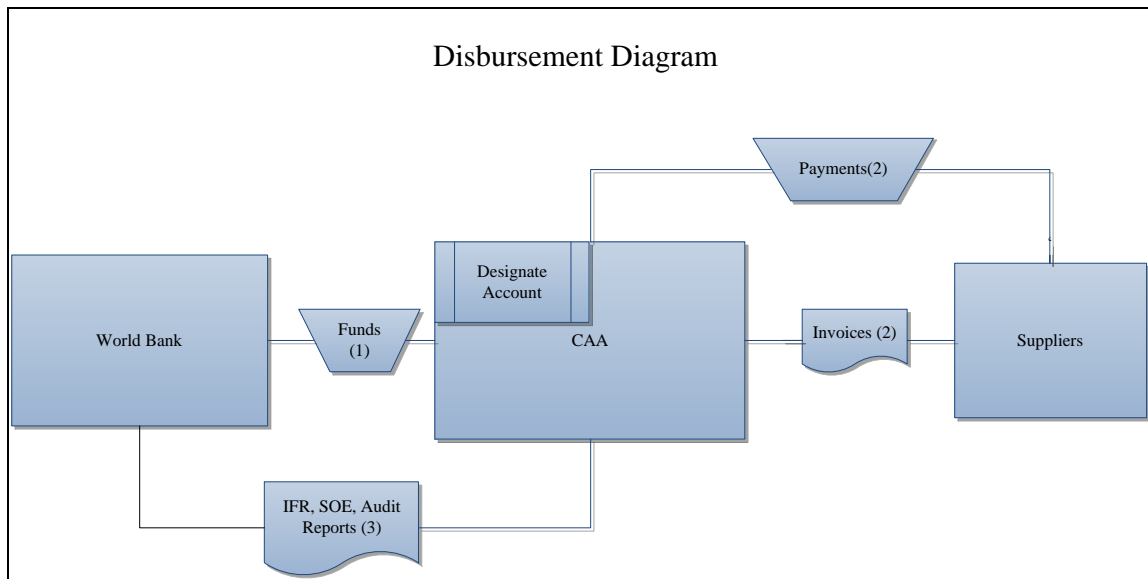 Disbursement Diagram
Payments(2)
Designate
Account
World Bank
Funds
(1)
CAA
Invoices (2)
Suppliers
IFR, SOE, Audit
Reports (3)